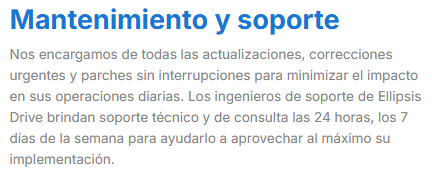 Mantenimiento y soporte
Nos encargamos de todas las actualizaciones, correcciones
urgentes y parches sin interrupciones para minimizar el impacto
en sus operaciones diarias. Los ingenieros de soporte de Ellipsis
Drive brindan soporte técnico y de consulta las 24 horas, los 7
días de la semana para ayudarlo a aprovechar al máximo su
implementación.